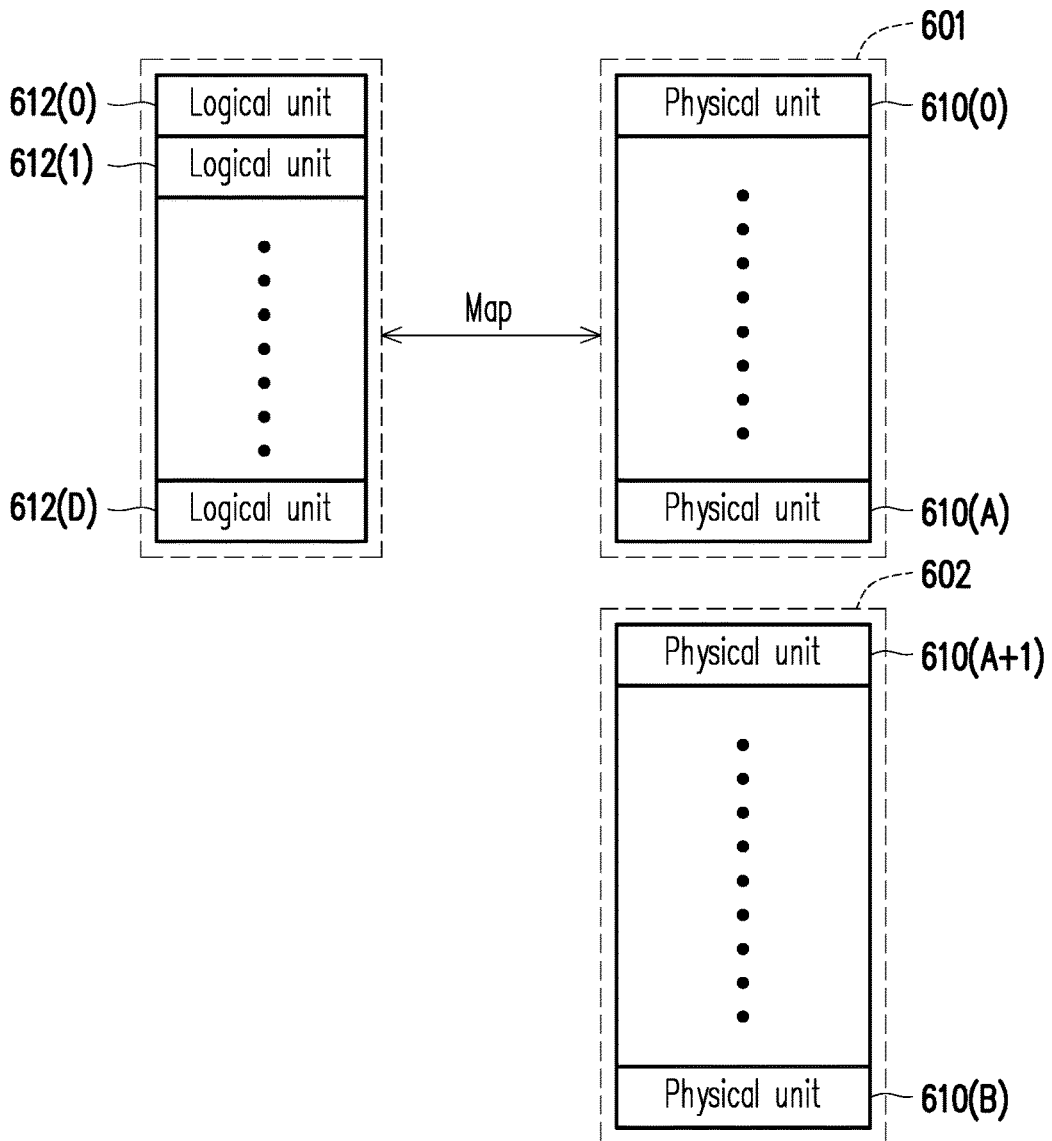 601
612(0) Logical unit Physical unit 610(0)
612(1) Logical unit
Map
612(D) Logical unit Physical unit 610(A)
602
Physical unit 610(A+1)
Physical unit 610(B)